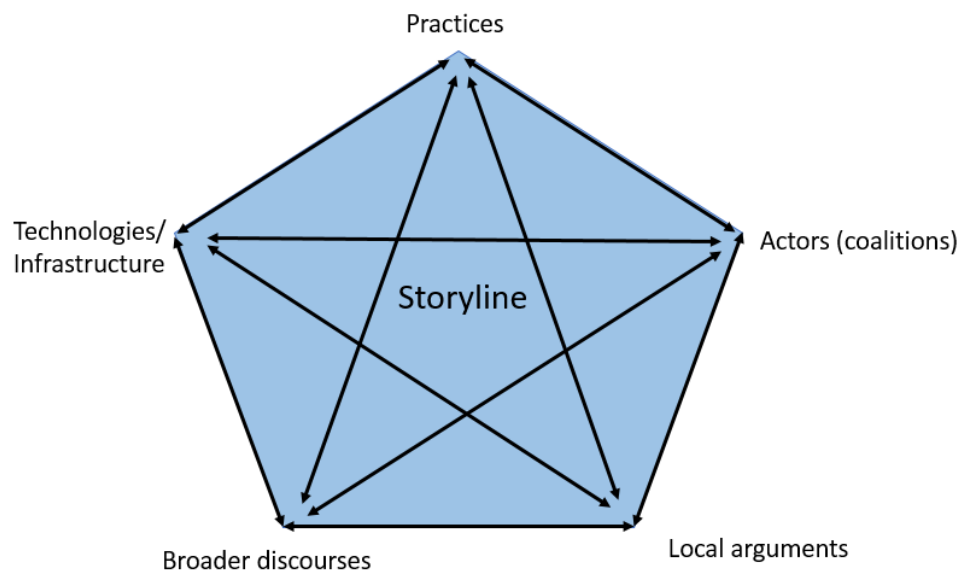 Practices
Technologies/
Infrastructure
Actors (coalitions)
Storyline
Broader discourses
Local arguments